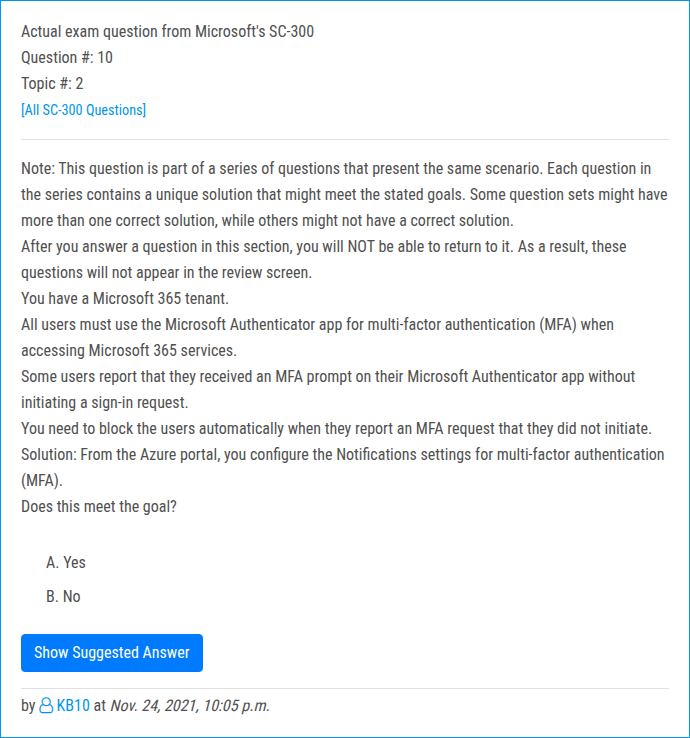 Actual exam question from Microsoft's SC-300
Question #: 10
Topic #: 2
[All SC-300 Questions]
Note: This question is part of a series of questions that present the same scenario. Each question in
the series contains a unique solution that might meet the stated goals. Some question sets might have
more than one correct solution, while others might not have a correct solution.
After you answer a question in this section, you will NOT be able to return to it. As a result, these
questions will not appear in the review screen.
You have a Microsoft 365 tenant.
All users must use the Microsoft Authenticator app for multi-factor authentication (MFA) when
accessing Microsoft 365 services.
Some users report that they received an MFA prompt on their Microsoft Authenticator app without
initiating a sign-in request.
You need to block the users automatically when they report an MFA request that they did not initiate.
Solution: From the Azure portal, you configure the Notifications settings for multi-factor authentication
(MFA).
Does this meet the goal?
A. Yes
B. No
Show Suggested Answer
by KB10 at Nov. 24, 2021, 10:05 p.m.